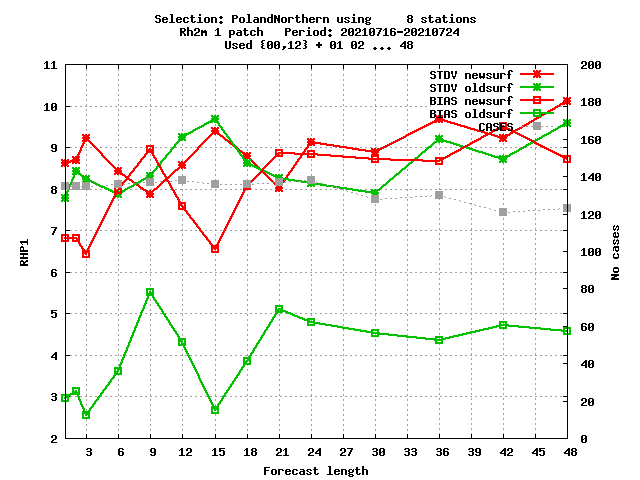 Selection: PolandNorthern using     8 stations
Rh2m 1 patch   Period: 20210716-20210724
Used {00,12} + 01 02 ... 48
STDV newsurf
STDV oldsurf
BIAS newsurf
BIAS oldsurf
CASES
11
10
9
8
7
6
5
4
3
2
RHP1
200
180
160
140
120
100
80
60
40
20
0
No cases
3 6 9 12 15 18 21 24 27 30 33 36 39 42 45 48
Forecast length